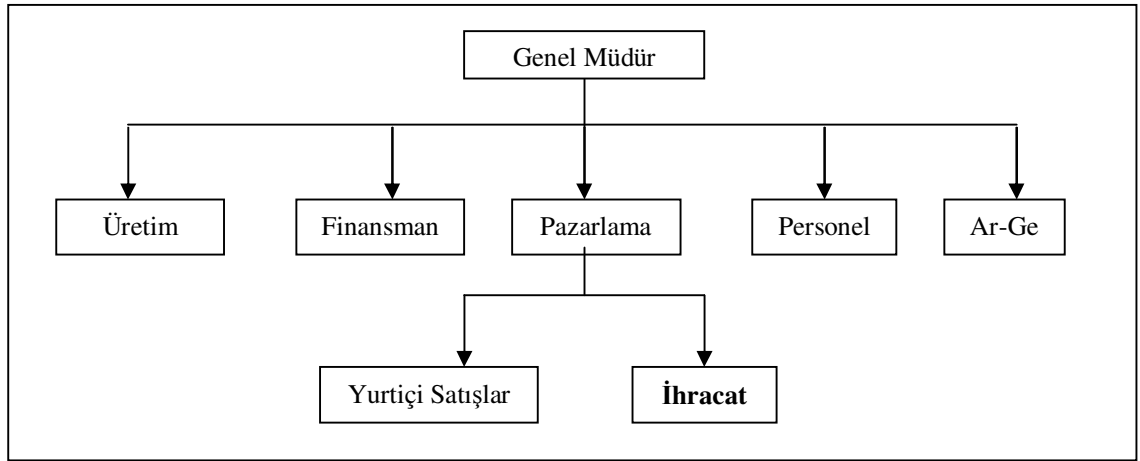 Genel Müdür
Üretim
Finansman
Pazarlama
Personel
Ar-Ge
Yurtiçi Satışlar
İhracat